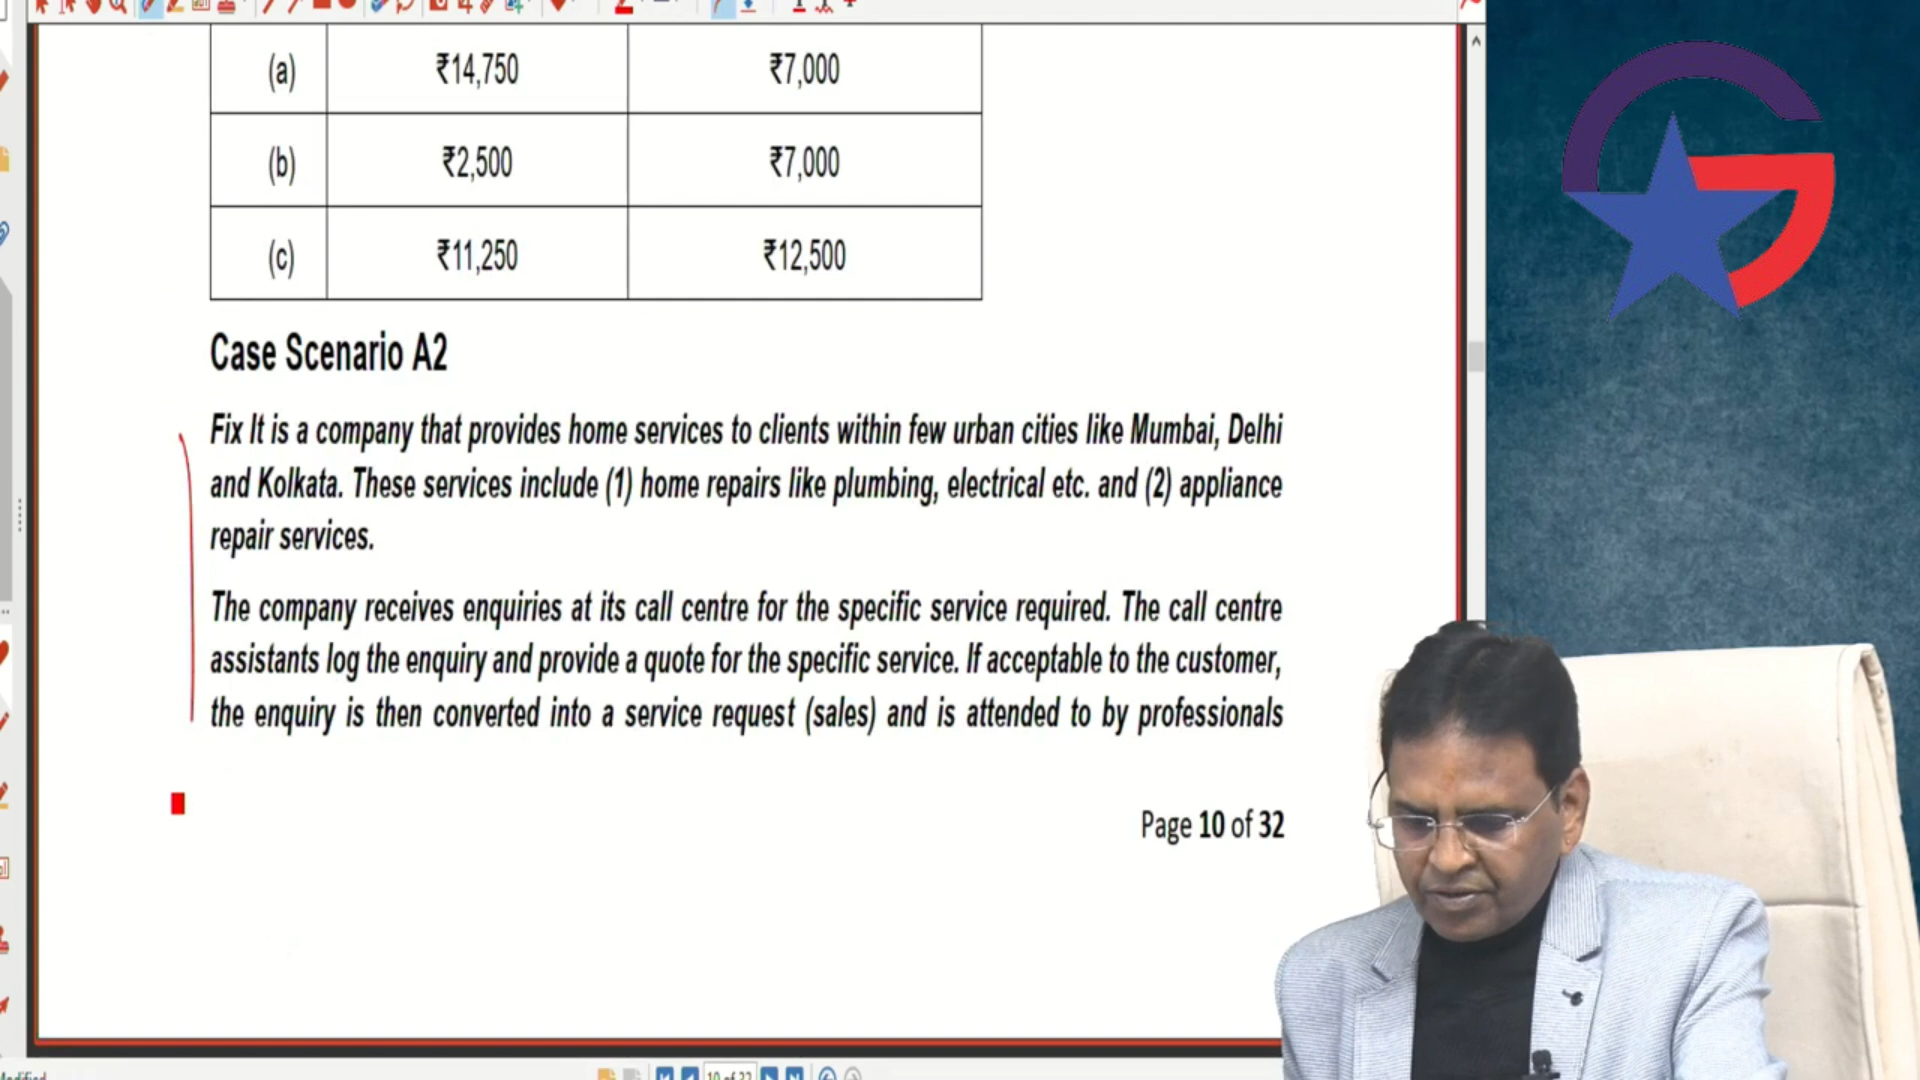 (a) ₹14,750 ₹7,000
(b) ₹2,500 ₹7,000
(c) ₹11,250 ₹12,500
Case Scenario A2
Fix It is a company that provides home services to clients within few urban cities like Mumbai, Delhi
and Kolkata. These services include (1) home repairs like plumbing, electrical etc. and (2) appliance
repair services.
The company receives enquiries at its call centre for the specific service required. The call centre
assistants log the enquiry and provide a quote for the specific service. If acceptable to the customer,
the enquiry is then converted into a service request (sales) and is attended to by professionals
Page 10 of 32
10 of 32